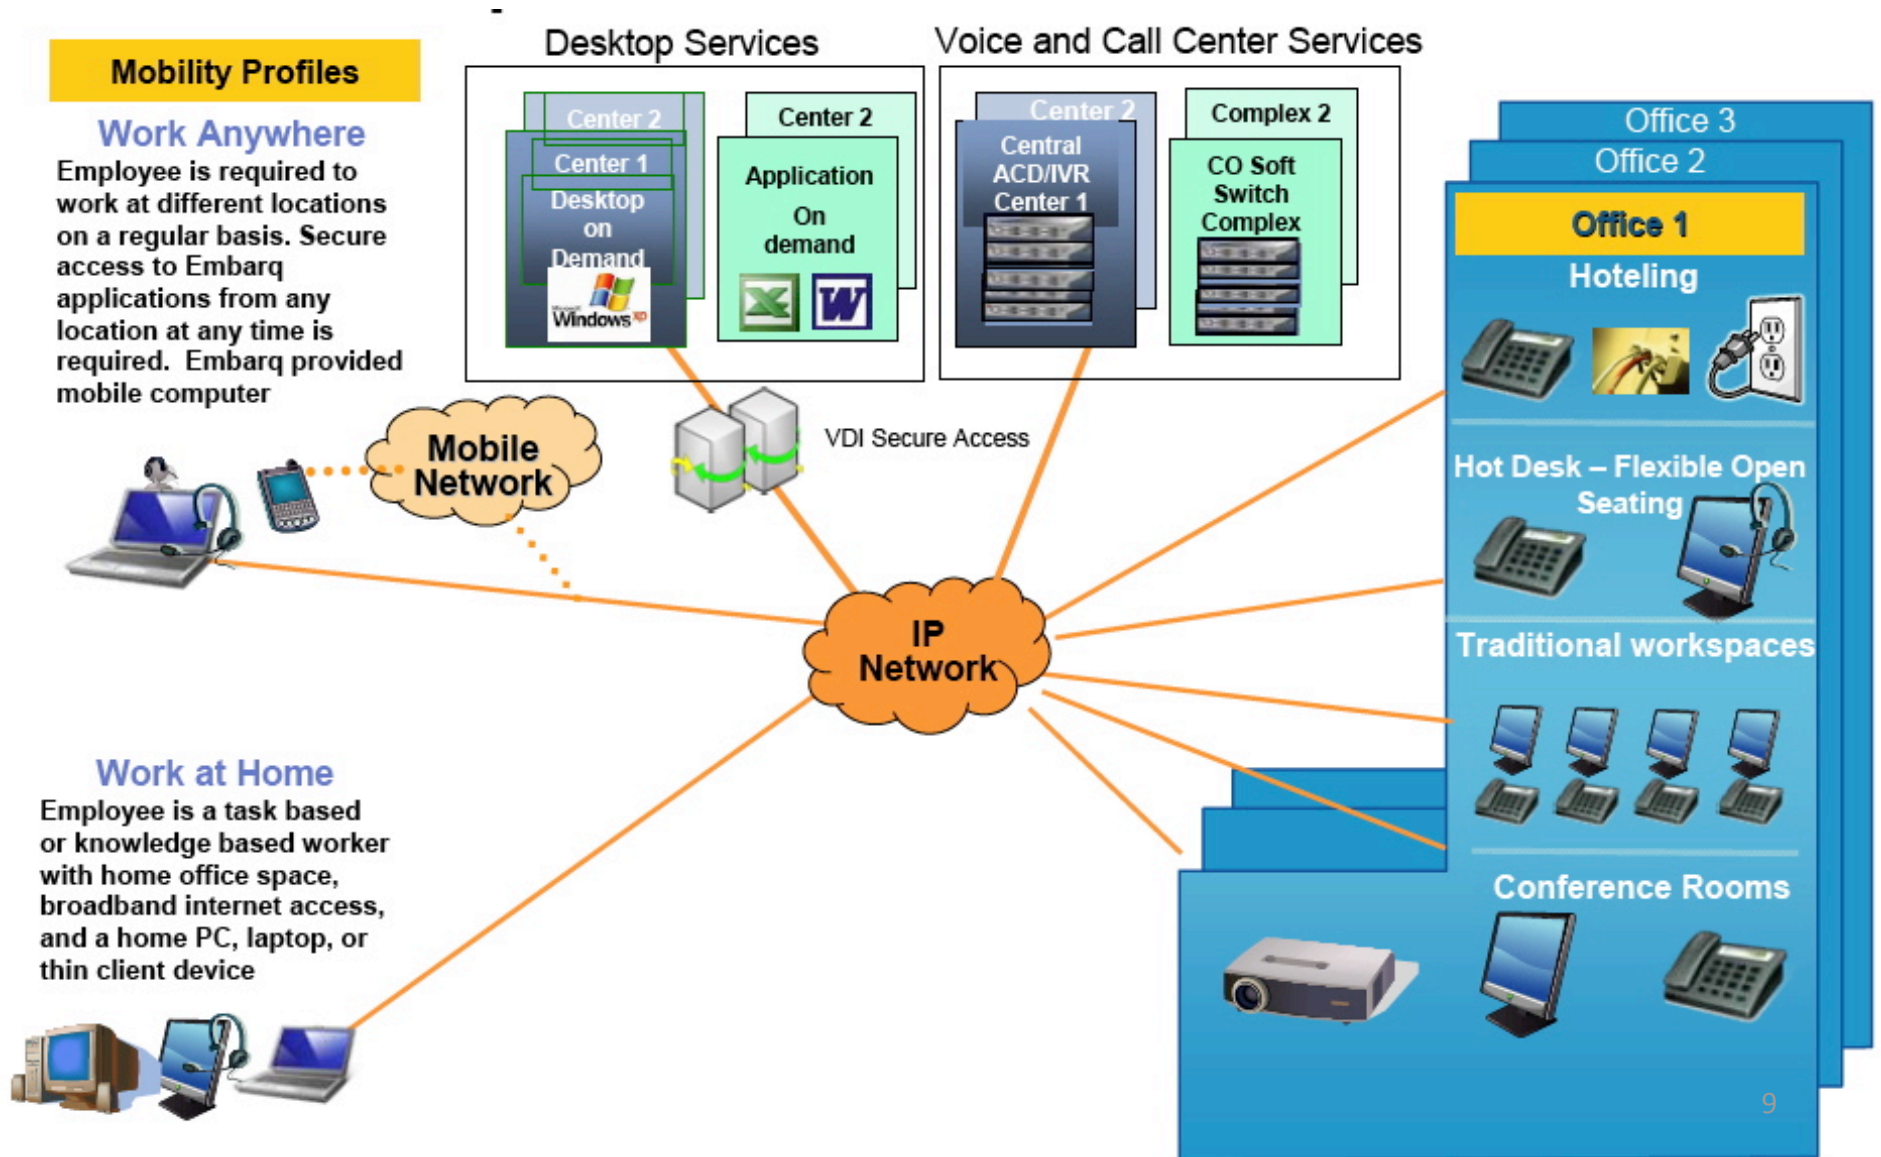 Mobility Profiles
Work Anywhere
Employee is required to
work at different locations
on a regular basis. Secure
access to Embarq
applications from any
location at any time is
required. Embarq provided
mobile computer
Desktop Services
Center 2
Center 1
Desktop
on
Demand
Microsoft
Windows xp
Center 2
Application
On
demand
X
W
Voice and Call Center Services
Center 2
Central
ACD/IVR
Center 1
Complex 2
CO Soft
Switch
Complex
VDI Secure Access
Mobile
Network
IP
Network
Work at Home
Employee is a task based
or knowledge based worker
with home office space,
broadband internet access,
and a home PC, laptop, or
thin client device
Office 3
Office 2
Office 1
Hoteling
Hot Desk – Flexible Open
Seating
Traditional workspaces
Conference Rooms
9